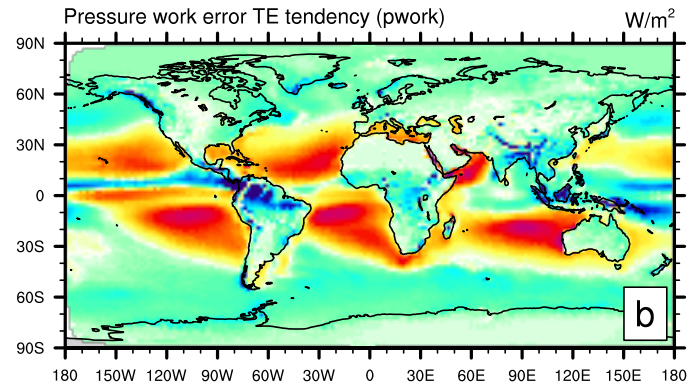 Pressure work error TE tendency (pwork) W/m²
90N
60N
30N
0
30S
60S
90S
b
180 150W 120W 90W 60W 30W 0 30E 60E 90E 120E 150E 180